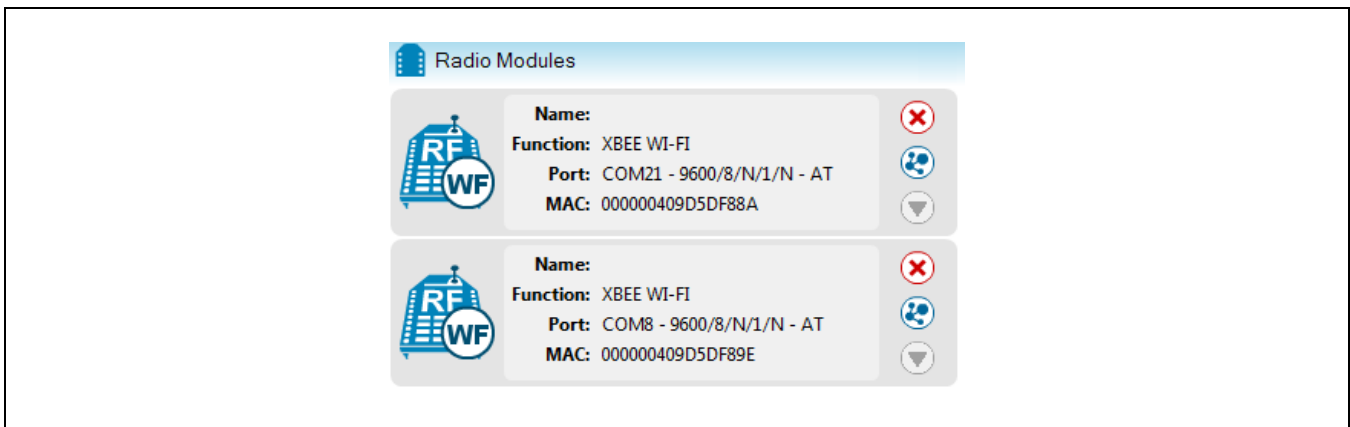 Radio Modules
RF
WF
Name:
Function: XBEE WI-FI
Port: COM21 - 9600/8/N/1/N - AT
MAC: 000000409D5DF88A
RF
WF
Name:
Function: XBEE WI-FI
Port: COM8 - 9600/8/N/1/N - AT
MAC: 000000409D5DF89E